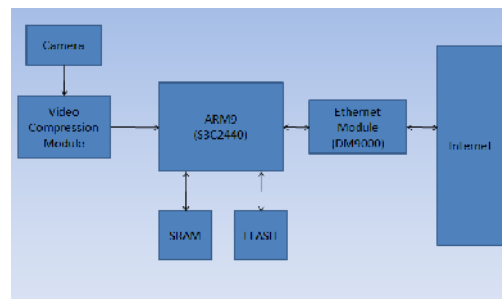 Camera
Video
Compression
Module
ARM9
(S3C2440)
Ethernet
Module
(DM9000)
Internet
SRAM
FLASH